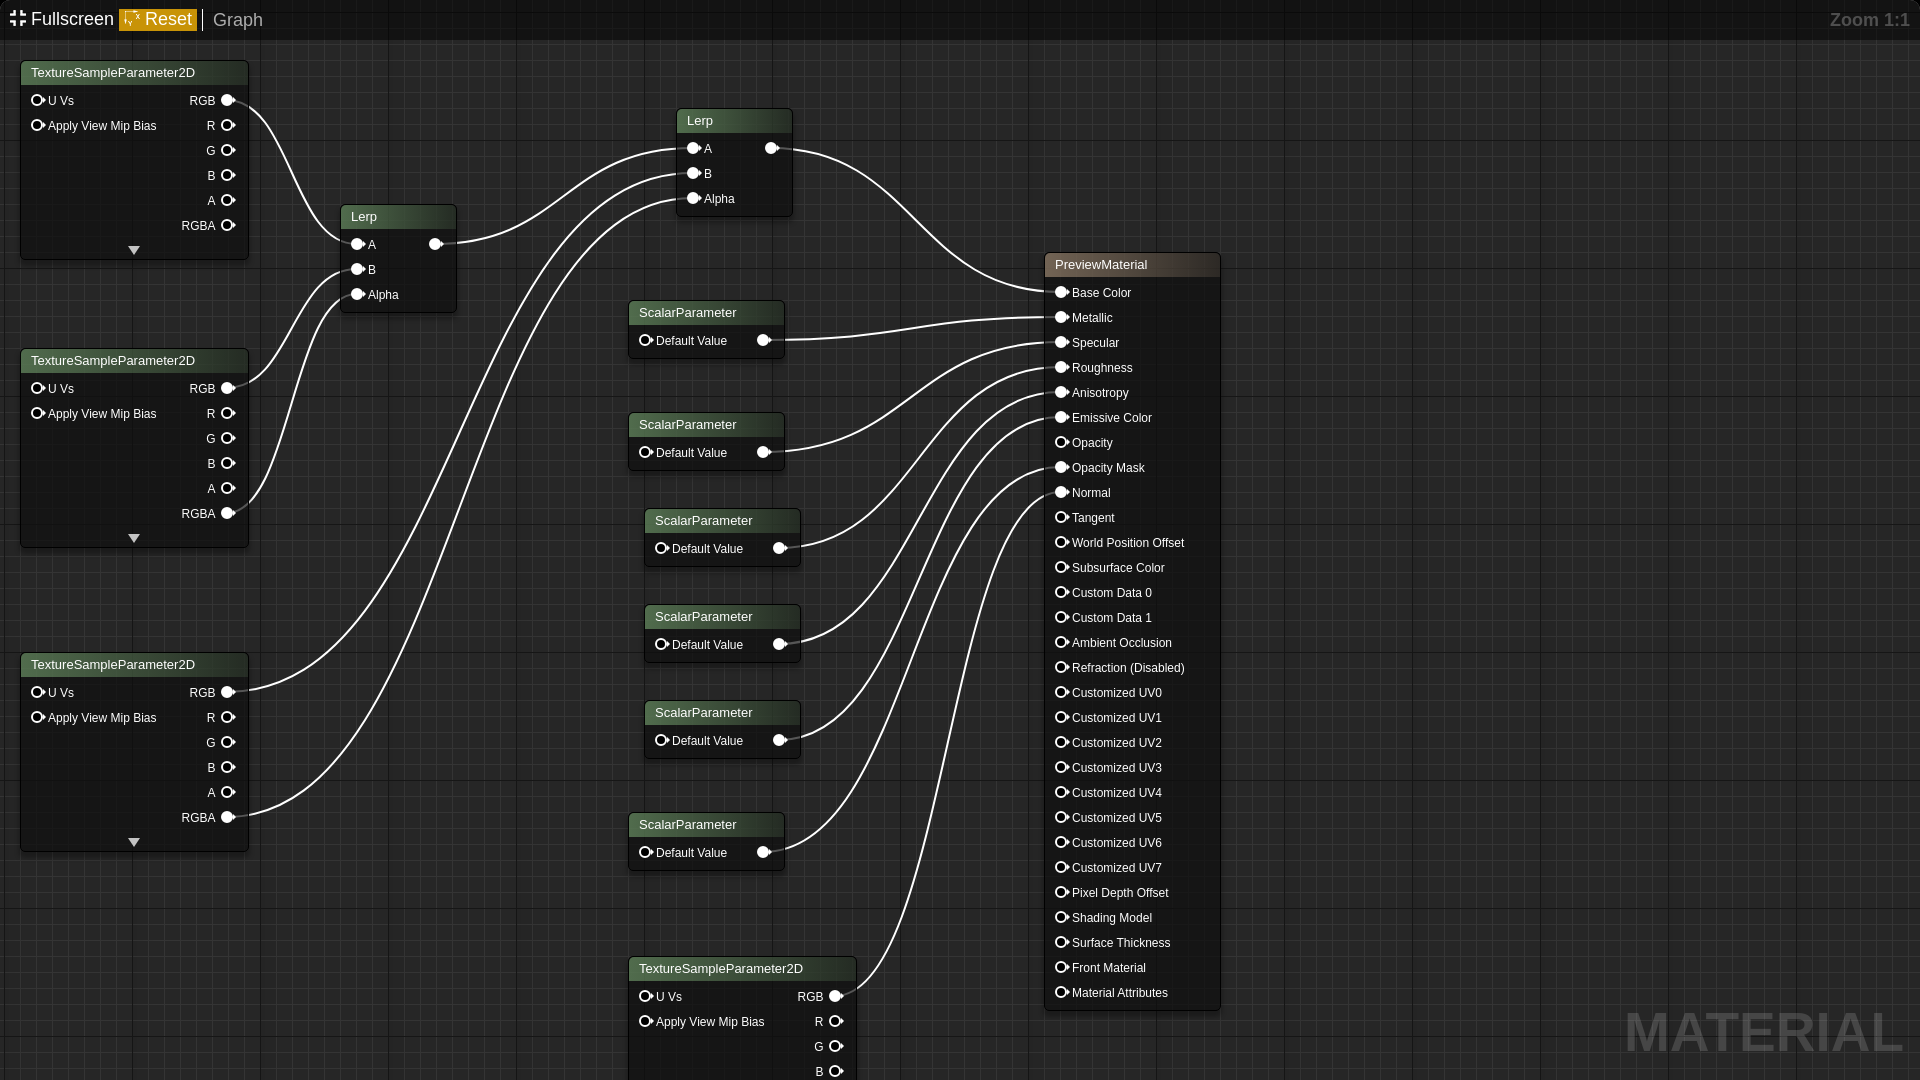 Fullscreen Reset Graph
Zoom 1:1
TextureSampleParameter2D
U Vs RGB
Apply View Mip Bias R
G
B
A
RGBA
Lerp
A
B
Alpha
TextureSampleParameter2D
U Vs RGB
Apply View Mip Bias R
G
B
A
RGBA
TextureSampleParameter2D
U Vs RGB
Apply View Mip Bias R
G
B
A
RGBA
Lerp
A
B
Alpha
ScalarParameter
Default Value
ScalarParameter
Default Value
ScalarParameter
Default Value
ScalarParameter
Default Value
ScalarParameter
Default Value
ScalarParameter
Default Value
TextureSampleParameter2D
U Vs RGB
Apply View Mip Bias R
G
B
PreviewMaterial
Base Color
Metallic
Specular
Roughness
Anisotropy
Emissive Color
Opacity
Opacity Mask
Normal
Tangent
World Position Offset
Subsurface Color
Custom Data 0
Custom Data 1
Ambient Occlusion
Refraction (Disabled)
Customized UV0
Customized UV1
Customized UV2
Customized UV3
Customized UV4
Customized UV5
Customized UV6
Customized UV7
Pixel Depth Offset
Shading Model
Surface Thickness
Front Material
Material Attributes
MATERIAL